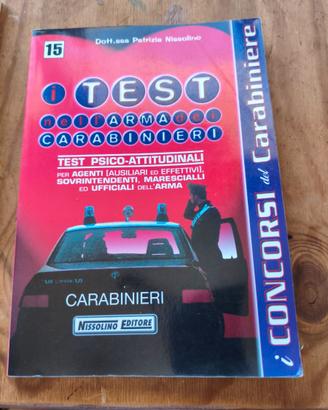 15
Dott.ssa Patrizia Nissolino
i TEST
nell'ARMA dei
CARABINIERI
TEST PSICO-ATTITUDINALI
PER AGENTI [AUSILIARI ED EFFETTIVI],
SOVRINTENDENTI, MARESCIALLI
ED UFFICIALI DELL'ARMA
CARABINIERI
NISSOLINO EDITORE
i CONCORSI del Carabiniere